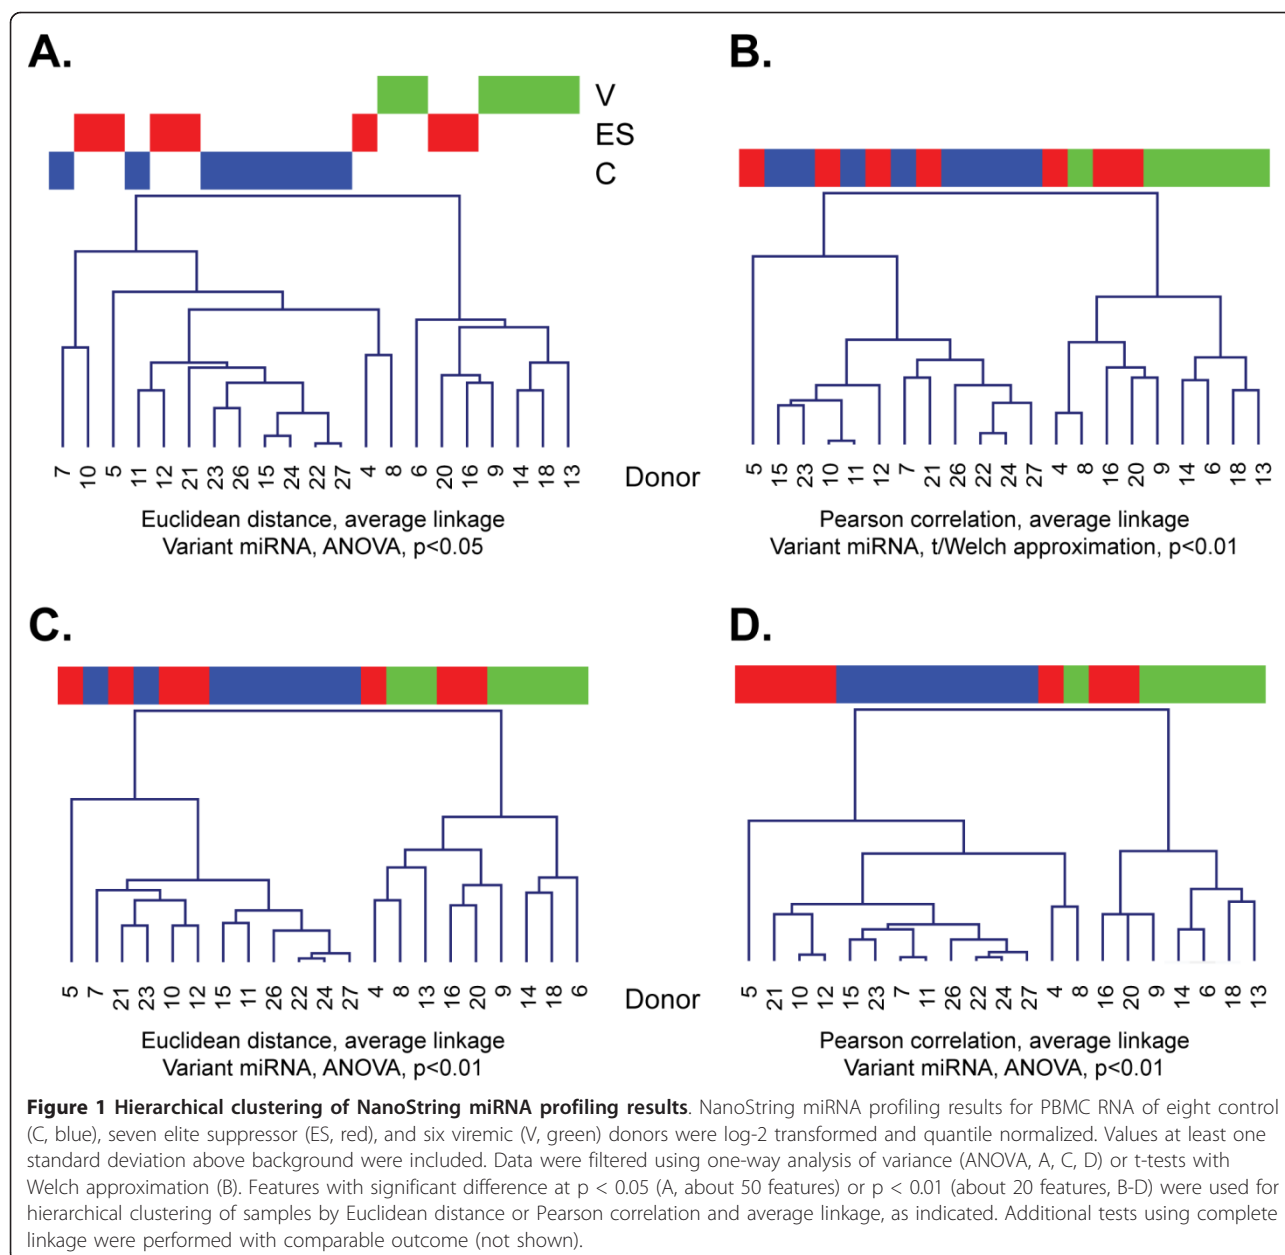 A.
V
ES
C
7 10 5 11 12 21 23 26 15 24 22 27 4 8 6 20 16 9 14 18 13
Euclidean distance, average linkage
Variant miRNA, ANOVA, p<0.05
Donor
B.
5 15 23 10 11 12 7 21 26 22 24 27 4 8 16 20 9 14 6 18 13
Pearson correlation, average linkage
Variant miRNA, t/Welch approximation, p<0.01
C.
5 7 21 23 10 12 15 11 26 22 24 27 4 8 13 16 20 9 14 18 6
Euclidean distance, average linkage
Variant miRNA, ANOVA, p<0.01
Donor
D.
5 21 10 12 15 23 7 11 26 22 24 27 4 8 16 20 9 14 6 18 13
Pearson correlation, average linkage
Variant miRNA, ANOVA, p<0.01
Figure 1 Hierarchical clustering of NanoString miRNA profiling results. NanoString miRNA profiling results for PBMC RNA of eight control
(C, blue), seven elite suppressor (ES, red), and six viremic (V, green) donors were log-2 transformed and quantile normalized. Values at least one
standard deviation above background were included. Data were filtered using one-way analysis of variance (ANOVA, A, C, D) or t-tests with
Welch approximation (B). Features with significant difference at p < 0.05 (A, about 50 features) or p < 0.01 (about 20 features, B-D) were used for
hierarchical clustering of samples by Euclidean distance or Pearson correlation and average linkage, as indicated. Additional tests using complete
linkage were performed with comparable outcome (not shown).